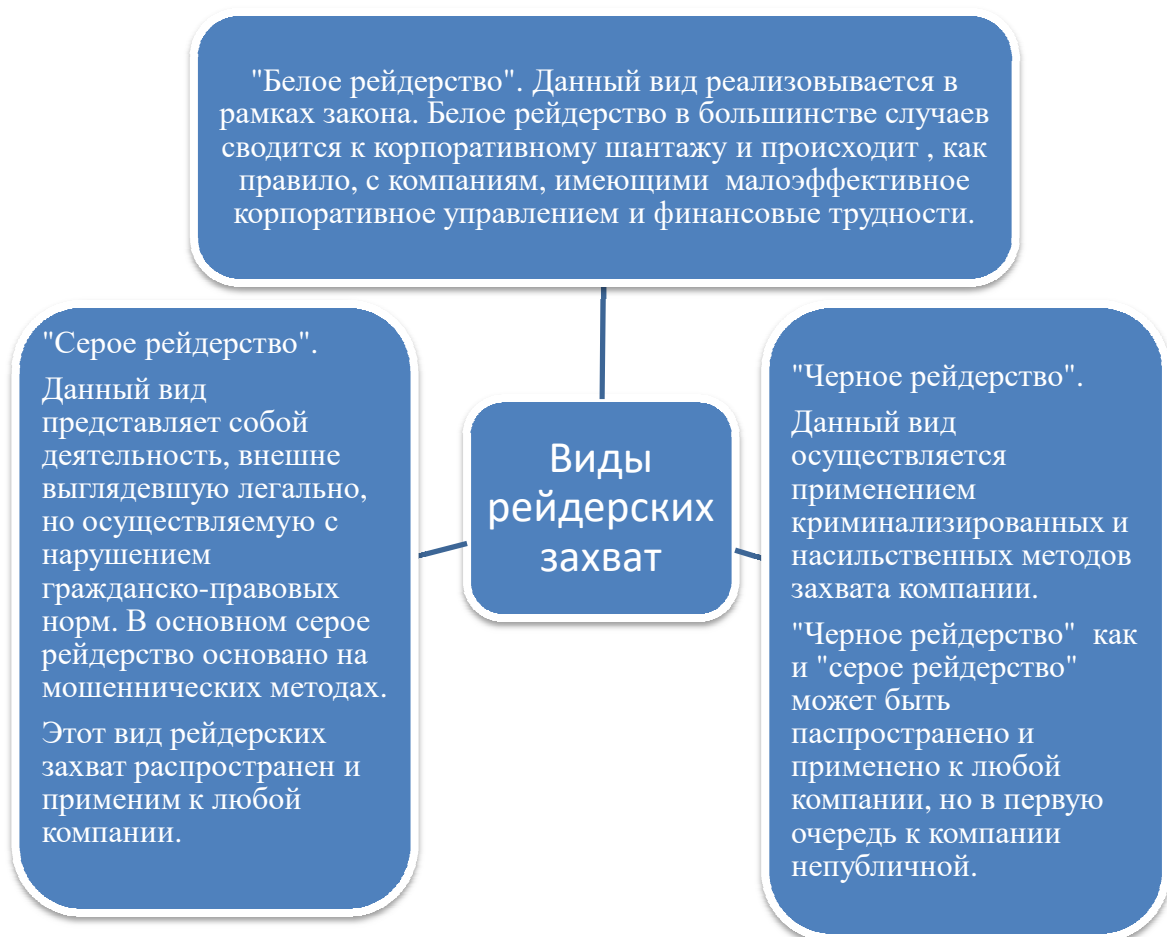 "Белое рейдерство". Данный вид реализовывается в
рамках закона. Белое рейдерство в большинстве случаев
сводится к корпоративному шантажу и происходит , как
правило, с компаниям, имеющими  малоэффективное
корпоративное управлением и финансовые трудности.
"Серое рейдерство".
Данный вид
представляет собой
деятельность, внешне
выглядевшую легально,
но осуществляемую с
нарушением
гражданско-правовых
норм. В основном серое
рейдерство основано на
мошеннических методах.
Этот вид рейдерских
захват распространен и
применим к любой
компании.
Виды
рейдерских
захват
"Черное рейдерство".
Данный вид
осуществляется
применением
криминализированных и
насильственных методов
захвата компании.
"Черное рейдерство"  как
и "серое рейдерство"
может быть
паспространено и
применено к любой
компании, но в первую
очередь к компании
непубличной.